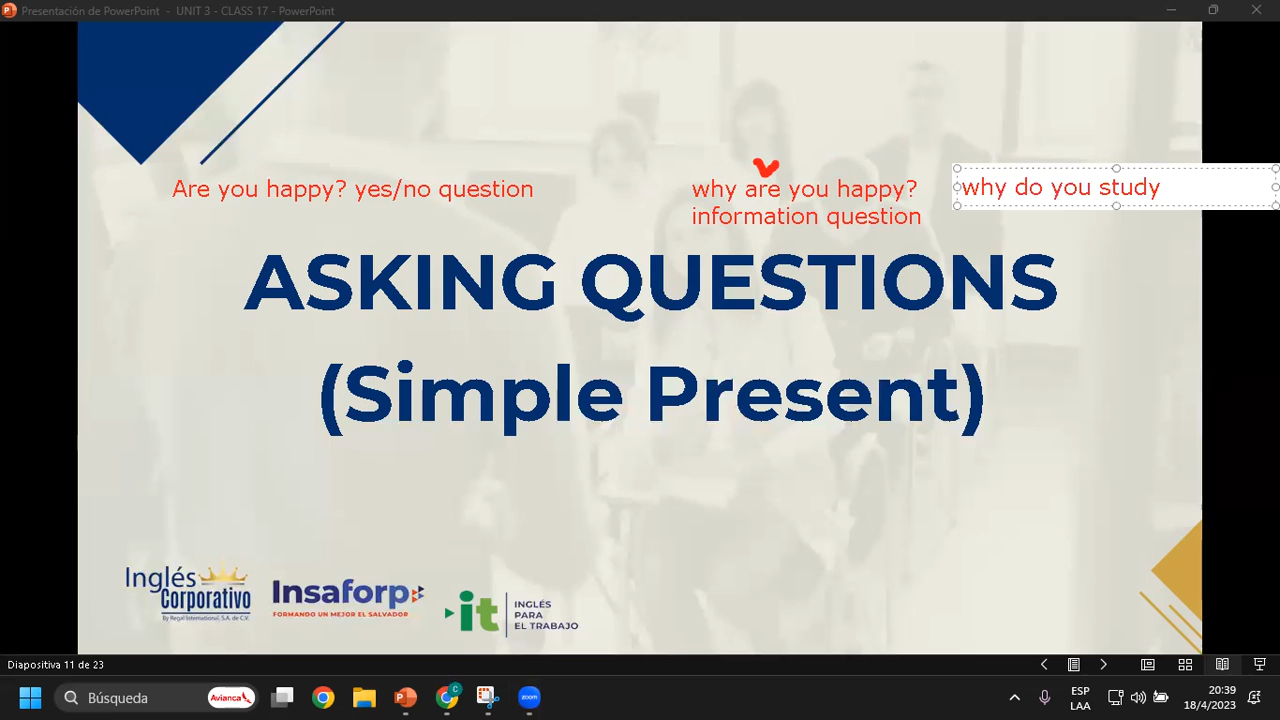 Presentación de PowerPoint - UNIT 3 - CLASS 17 - PowerPoint
Are you happy? yes/no question
why are you happy?
information question
why do you study
ASKING QUESTIONS
(Simple Present)
Inglés
Corporativo
By Regal International, S.A. de C.V.
Insaforp
FORMANDO UN MEJOR EL SALVADOR
it
INGLÉS
PARA
EL TRABAJO
Diapositiva 11 de 23
Búsqueda
Avianca
zoom
ESP
LAA
20:39
18/4/2023